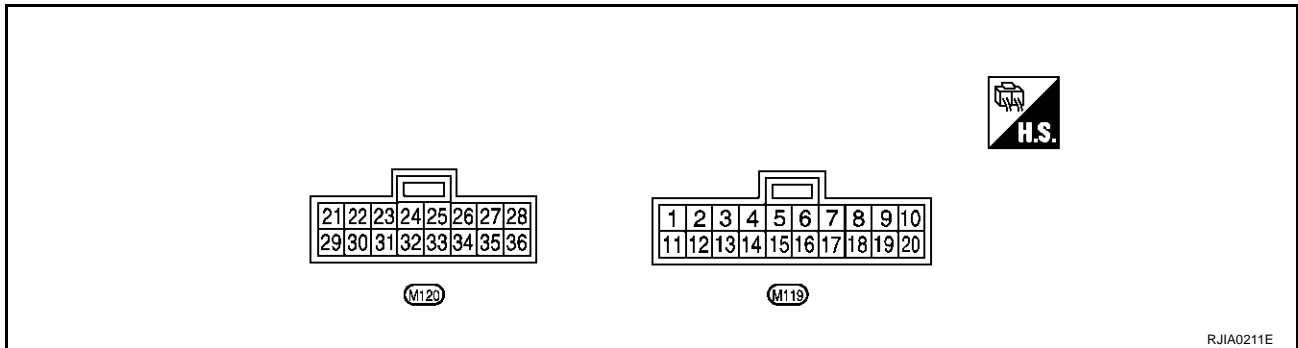 H.S.
21 22 23 24 25 26 27 28
29 30 31 32 33 34 35 36
M120
1 2 3 4 5 6 7 8 9 10
11 12 13 14 15 16 17 18 19 20
M119
RJIA0211E